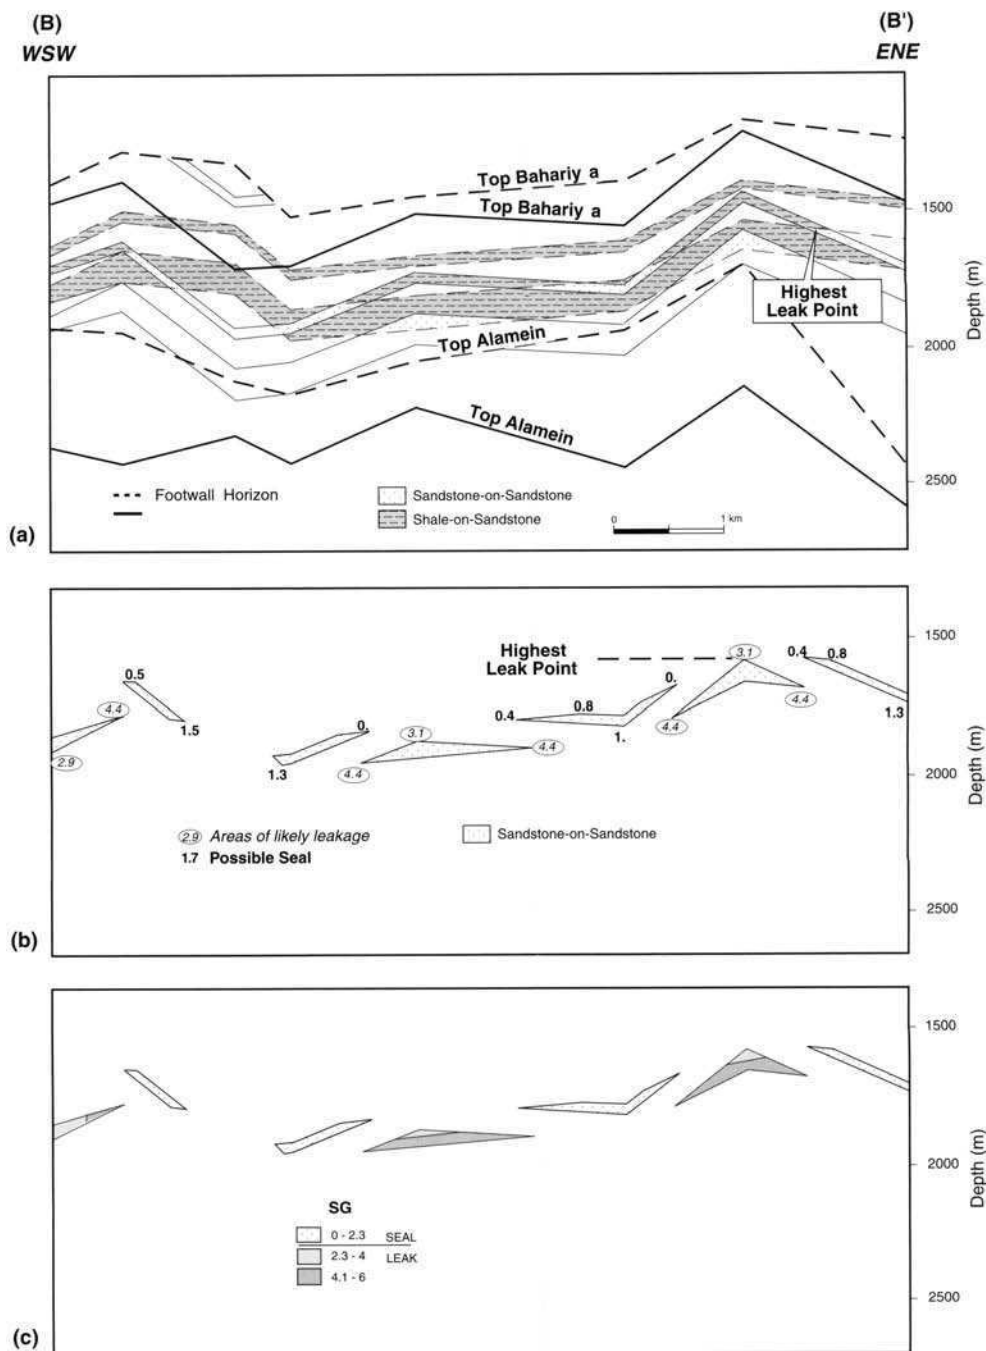 (B)
WSW
(B')
ENE
Top Bahariy a
Top Bahariy a
1500
Highest
Leak Point
2000
Depth (m)
Top Alamein
Top Alamein
2500
Footwall Horizon
Sandstone-on-Sandstone
Shale-on-Sandstone
0 1 km
(a)
Highest
Leak Point
3.1
0.4 0.8
1500
0.5
4.4
1.5
2.9
0.
0.4
0.8
0.
1.
4.4
4.4
1.3
0.
1.3
3.1
4.4
4.4
2000
Depth (m)
2.9 Areas of likely leakage
1.7 Possible Seal
Sandstone-on-Sandstone
2500
(b)
1500
2000
Depth (m)
SG
0 - 2.3 SEAL
2.3 - 4 LEAK
4.1 - 6
2500
(c)